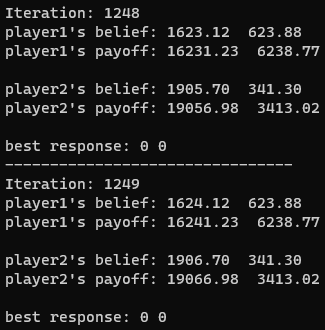 Iteration: 1248
player1's belief: 1623.12  623.88
player1's payoff: 16231.23  6238.77
player2's belief: 1905.70  341.30
player2's payoff: 19056.98  3413.02
best response: 0 0
--------------------------------
Iteration: 1249
player1's belief: 1624.12  623.88
player1's payoff: 16241.23  6238.77
player2's belief: 1906.70  341.30
player2's payoff: 19066.98  3413.02
best response: 0 0